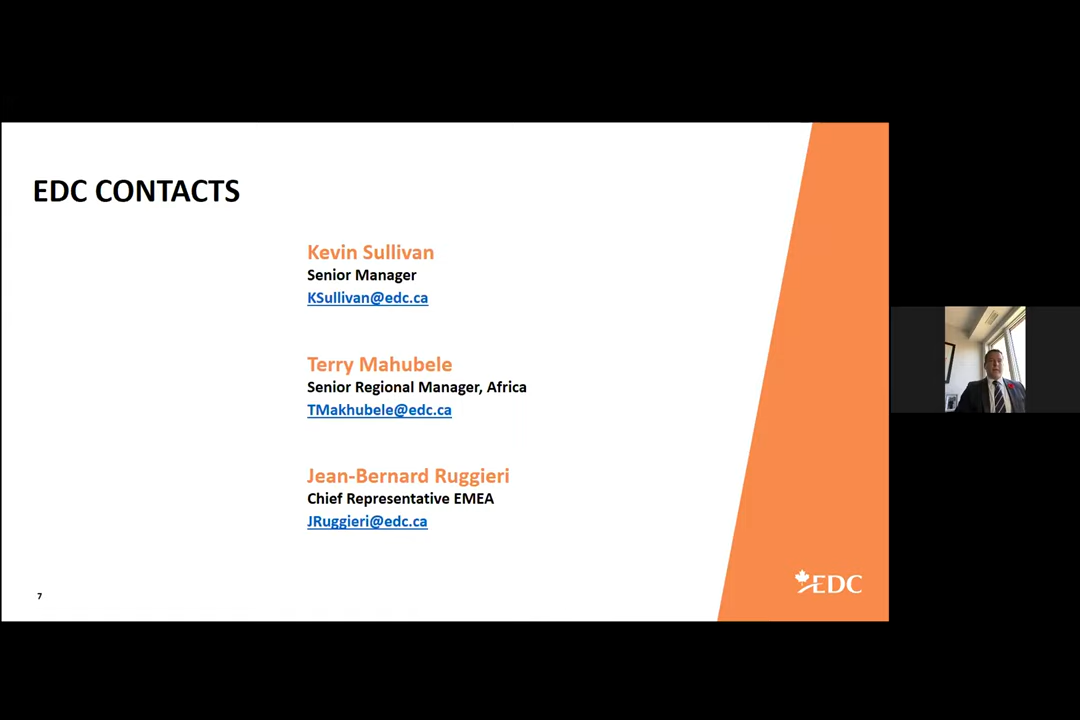 EDC CONTACTS
Kevin Sullivan
Senior Manager
KSullivan@edc.ca
Terry Mahubele
Senior Regional Manager, Africa
TMakhubele@edc.ca
Jean-Bernard Ruggieri
Chief Representative EMEA
JRuggieri@edc.ca
7
EDC